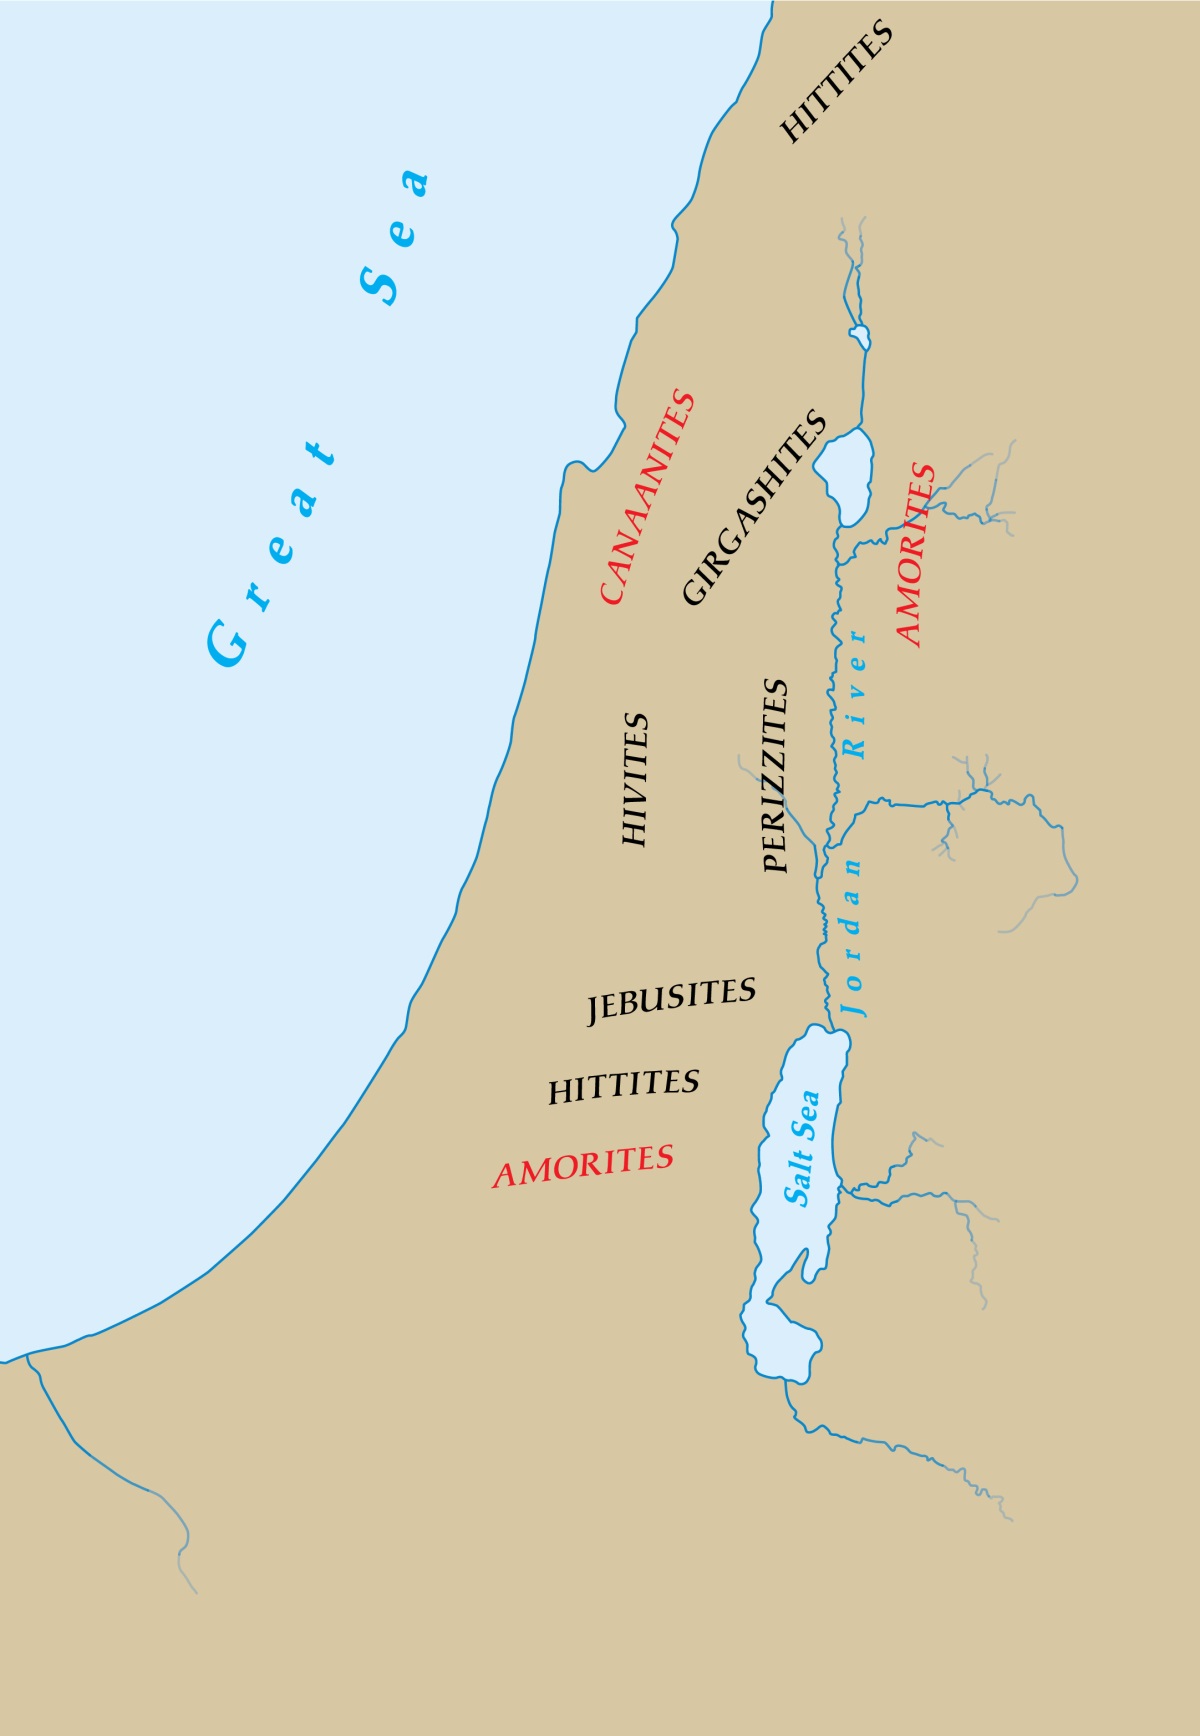 HITTITES
Great Sea
CANAANITES
GIRGASHITES
AMORITES
HIVITES
PERIZZITES
Jordan River
JEBUSITES
HITTITES
AMORITES
Salt Sea